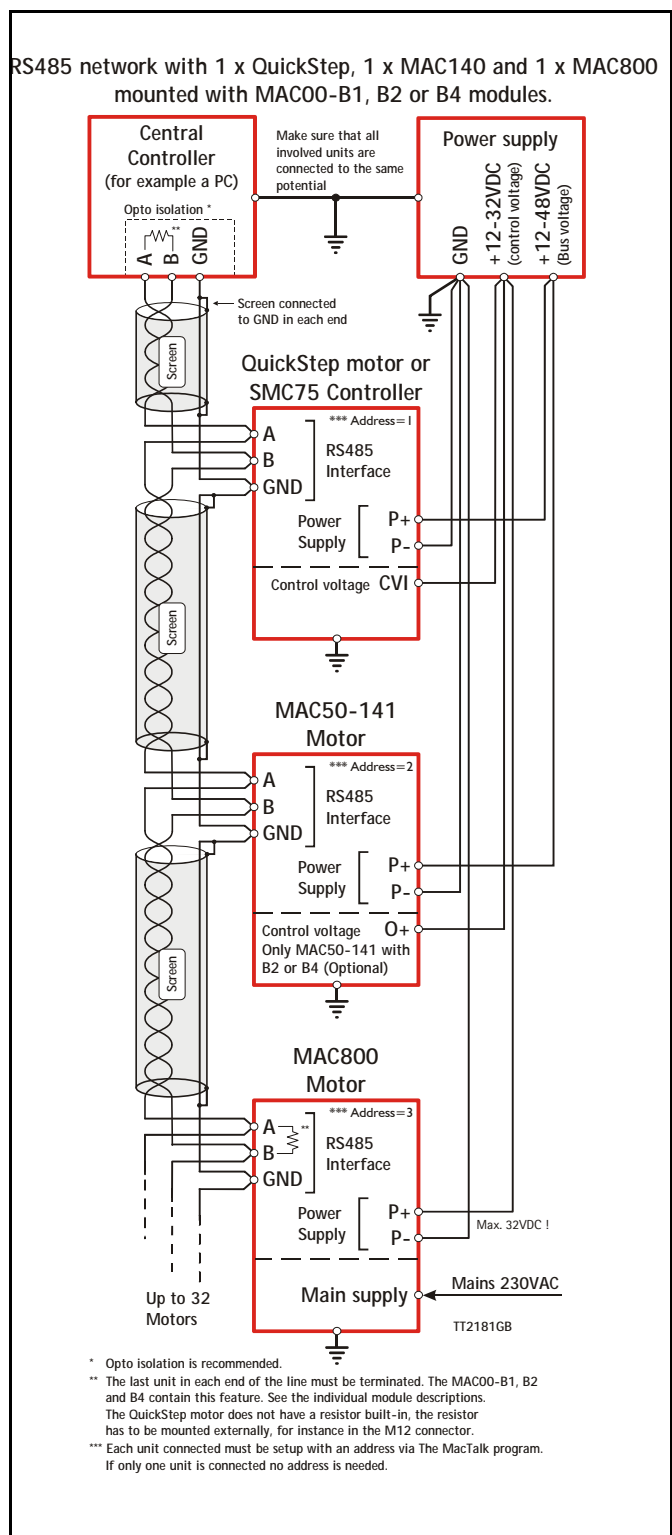 RS485 network with 1 x QuickStep, 1 x MAC140 and 1 x MAC800
mounted with MAC00-B1, B2 or B4 modules.
Central
Controller
(for example a PC)
Opto isolation *
**
A
B
GND
Make sure that all
involved units are
connected to the same
potential
Power supply
GND
+12-32VDC
(control voltage)
+12-48VDC
(Bus voltage)
Screen connected
to GND in each end
Screen
QuickStep motor or
SMC75 Controller
*** Address=1
A
B
GND
RS485
Interface
Power
Supply
P+
P-
Control voltage CVI
Screen
MAC50-141
Motor
*** Address=2
A
B
GND
RS485
Interface
Power
Supply
P+
P-
Control voltage O+
Only MAC50-141 with
B2 or B4 (Optional)
Screen
MAC800
Motor
*** Address=3
A
**
B
GND
RS485
Interface
Power
Supply
P+
P-
Max. 32VDC !
Main supply
Mains 230VAC
Up to 32
Motors
TT2181GB
* Opto isolation is recommended.
** The last unit in each end of the line must be terminated. The MAC00-B1, B2
and B4 contain this feature. See the individual module descriptions.
The QuickStep motor does not have a resistor built-in, the resistor
has to be mounted externally, for instance in the M12 connector.
*** Each unit connected must be setup with an address via The MacTalk program.
If only one unit is connected no address is needed.